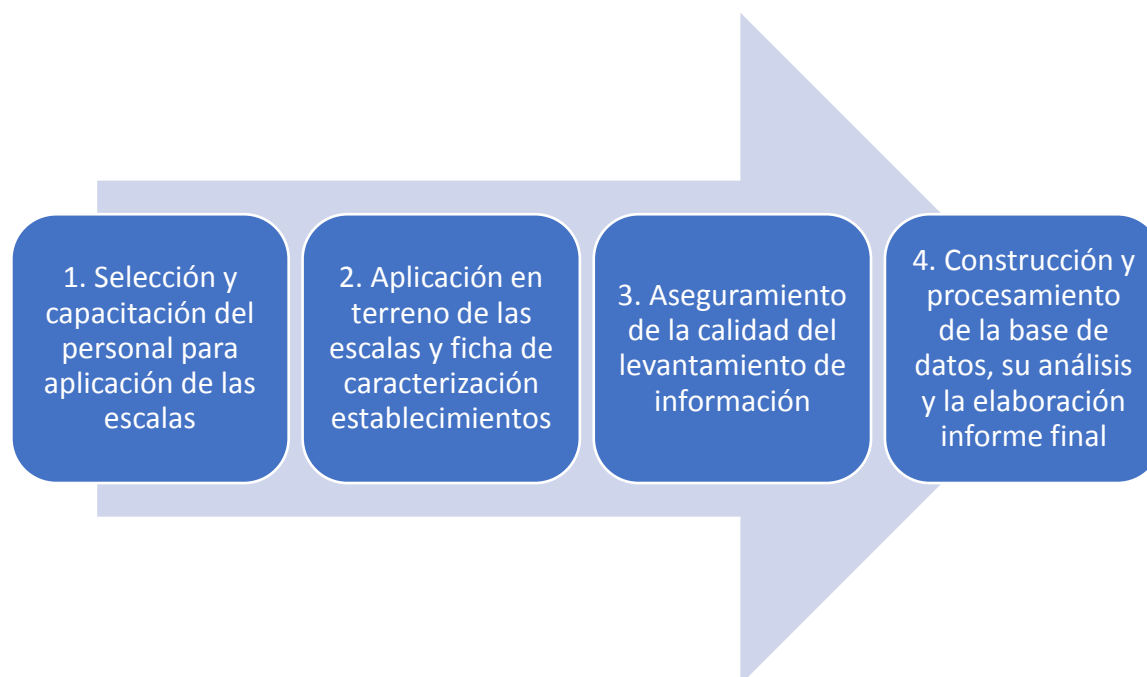 1. Selección y
capacitación del
personal para
aplicación de las
escalas
2. Aplicación en
terreno de las
escalas y ficha de
caracterización
establecimientos
3. Aseguramiento
de la calidad del
levantamiento de
información
4. Construcción y
procesamiento
de la base de
datos, su análisis
y la elaboración
informe final